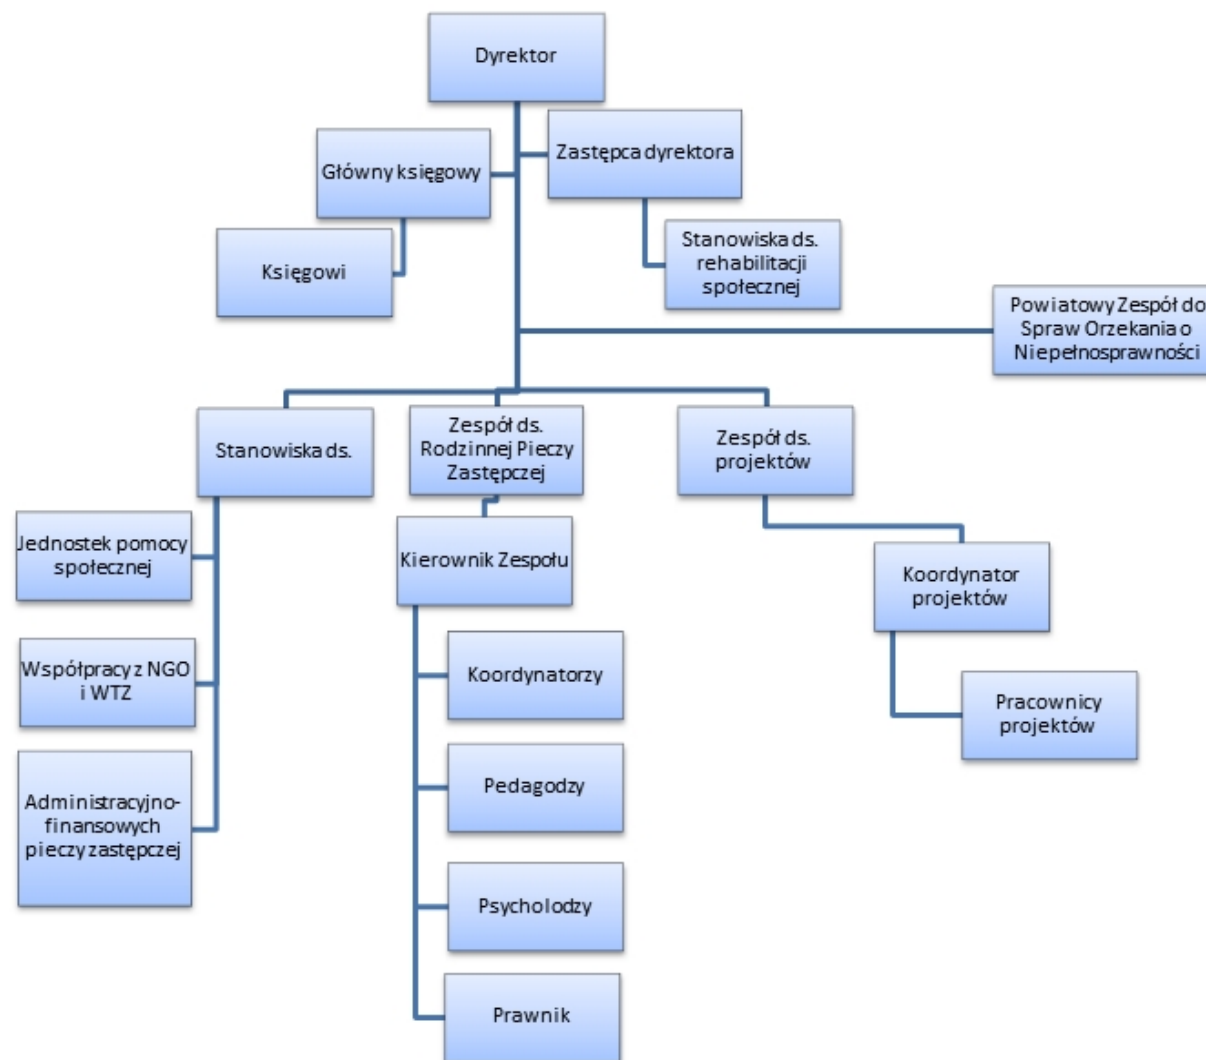 Dyrektor
Zastępca dyrektora
Główny księgowy
Stanowiska ds.
rehabilitacji
społecznej
Księgowi
Powiatowy Zespół do
Spraw Orzekania o
Niepełnosprawności
Stanowiska ds.
Zespół ds.
Rodzinnej Pieczy
Zastępczej
Zespół ds.
projektów
Jednostek pomocy
społecznej
Kierownik Zespołu
Koordynator
projektów
Współpracy z NGO
i WTZ
Koordynatorzy
Pracownicy
projektów
Administracyjno-
finansowych
pieczy zastępczej
Pedagodzy
Psycholodzy
Prawnik